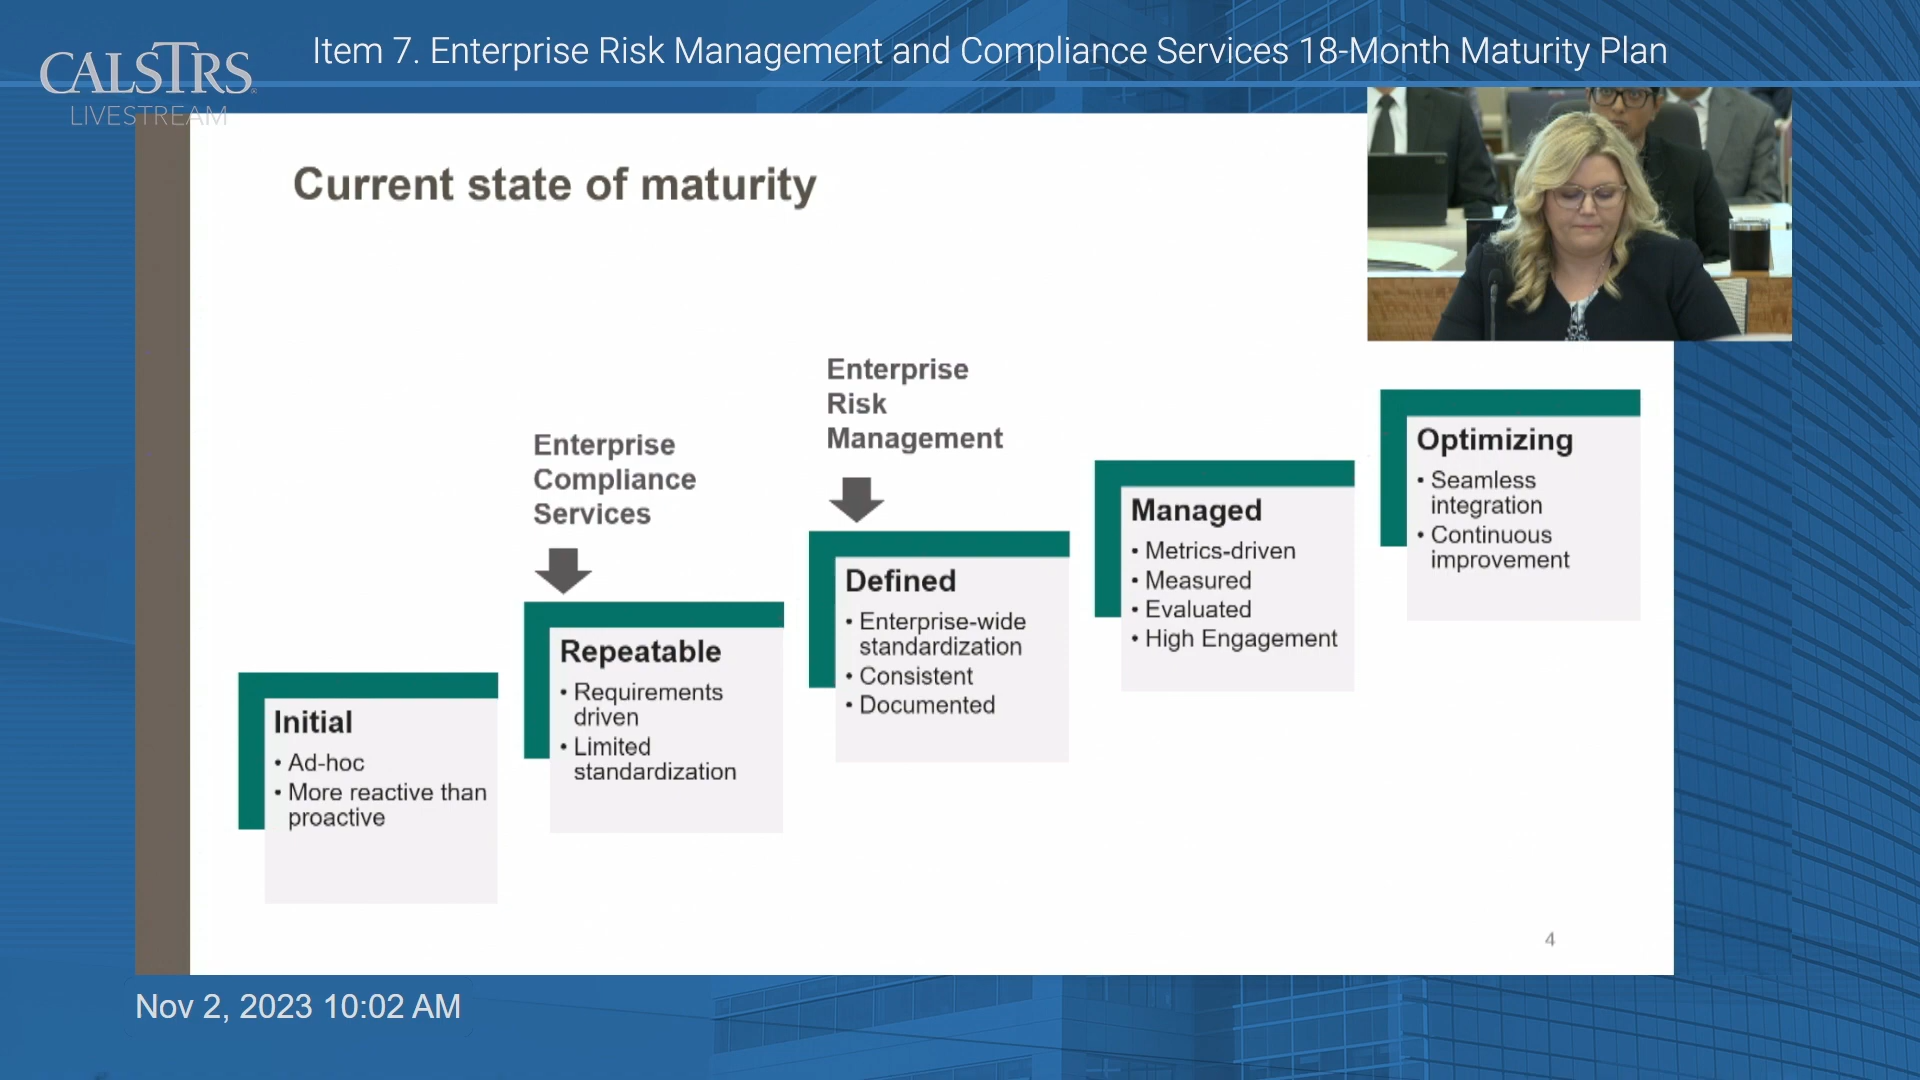 Item 7. Enterprise Risk Management and Compliance Services 18-Month Maturity Plan
CALSTRS
LIVESTREAM
Current state of maturity
Enterprise
Compliance
Services
Enterprise
Risk
Management
Initial
• Ad-hoc
• More reactive than
proactive
Repeatable
• Requirements
driven
• Limited
standardization
Defined
• Enterprise-wide
standardization
• Consistent
• Documented
Managed
• Metrics-driven
• Measured
• Evaluated
• High Engagement
Optimizing
• Seamless
integration
• Continuous
improvement
4
Nov 2, 2023 10:02 AM